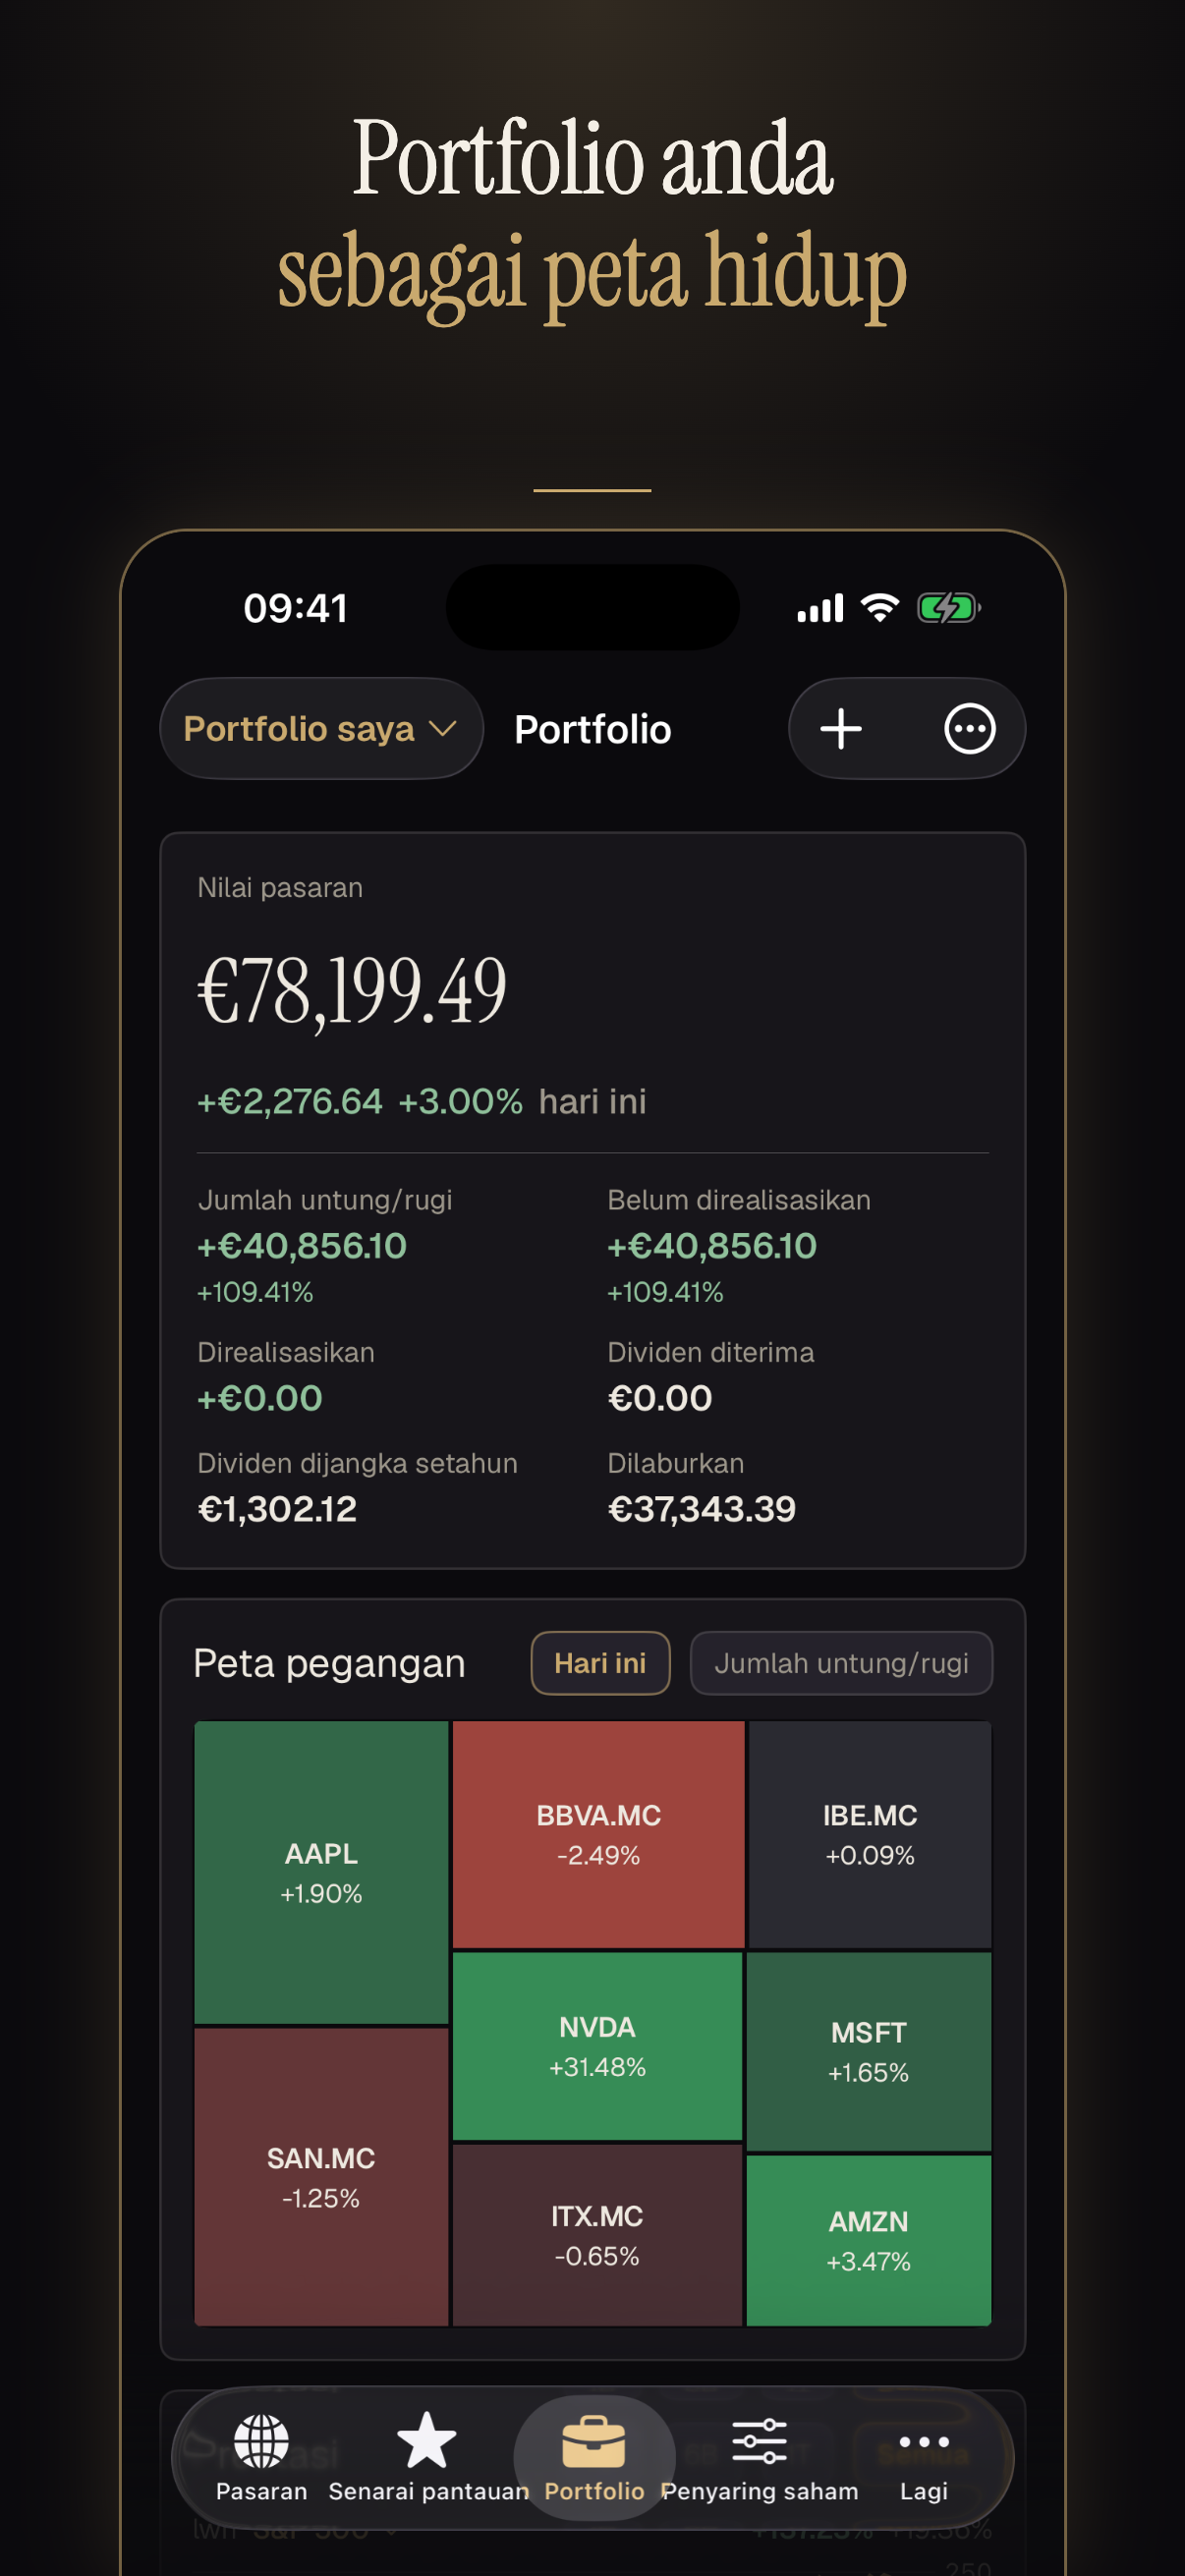 Portfolio anda
sebagai peta hidup
09:41
Portfolio saya
Portfolio
Nilai pasaran
€78,199.49
+€2,276.64 +3.00% hari ini
Jumlah untung/rugi
+€40,856.10
+109.41%
Belum direalisasikan
+€40,856.10
+109.41%
Direalisasikan
+€0.00
Dividen diterima
€0.00
Dividen dijangka setahun
€1,302.12
Dilaburkan
€37,343.39
Peta pegangan
Hari ini
Jumlah untung/rugi
AAPL
+1.90%
BBVA.MC
-2.49%
IBE.MC
+0.09%
NVDA
+31.48%
MSFT
+1.65%
SAN.MC
-1.25%
ITX.MC
-0.65%
AMZN
+3.47%
Semua
Pasaran
Senarai pantauan
Portfolio
Penyaring saham
Lagi
250